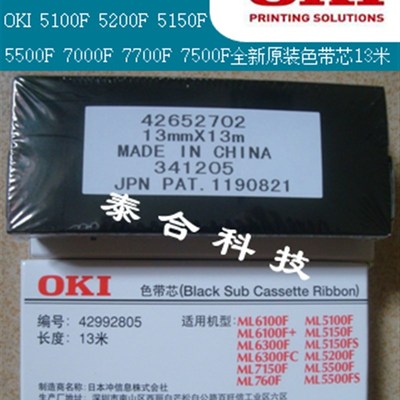 OKI 5100F 5200F 5150F
5500F 7000F 7700F 7500F全新原装色带芯13米
OKI
PRINTING SOLUTIONS
42652702
13mmX13m
MADE IN CHINA
341205
JPN PAT.1190821
泰合科技
OKI
色带芯(Black Sub Cassette Ribbon)
编号: 42992805
长度: 13米
适用机型:
ML6100F ML5100F
ML6100F+ ML5150FS
ML6300F ML5150F
ML6300FC ML5200F
ML7150F ML5500F
ML760F ML5500FS
制造商: 日本冲信息株式会社
生产厂